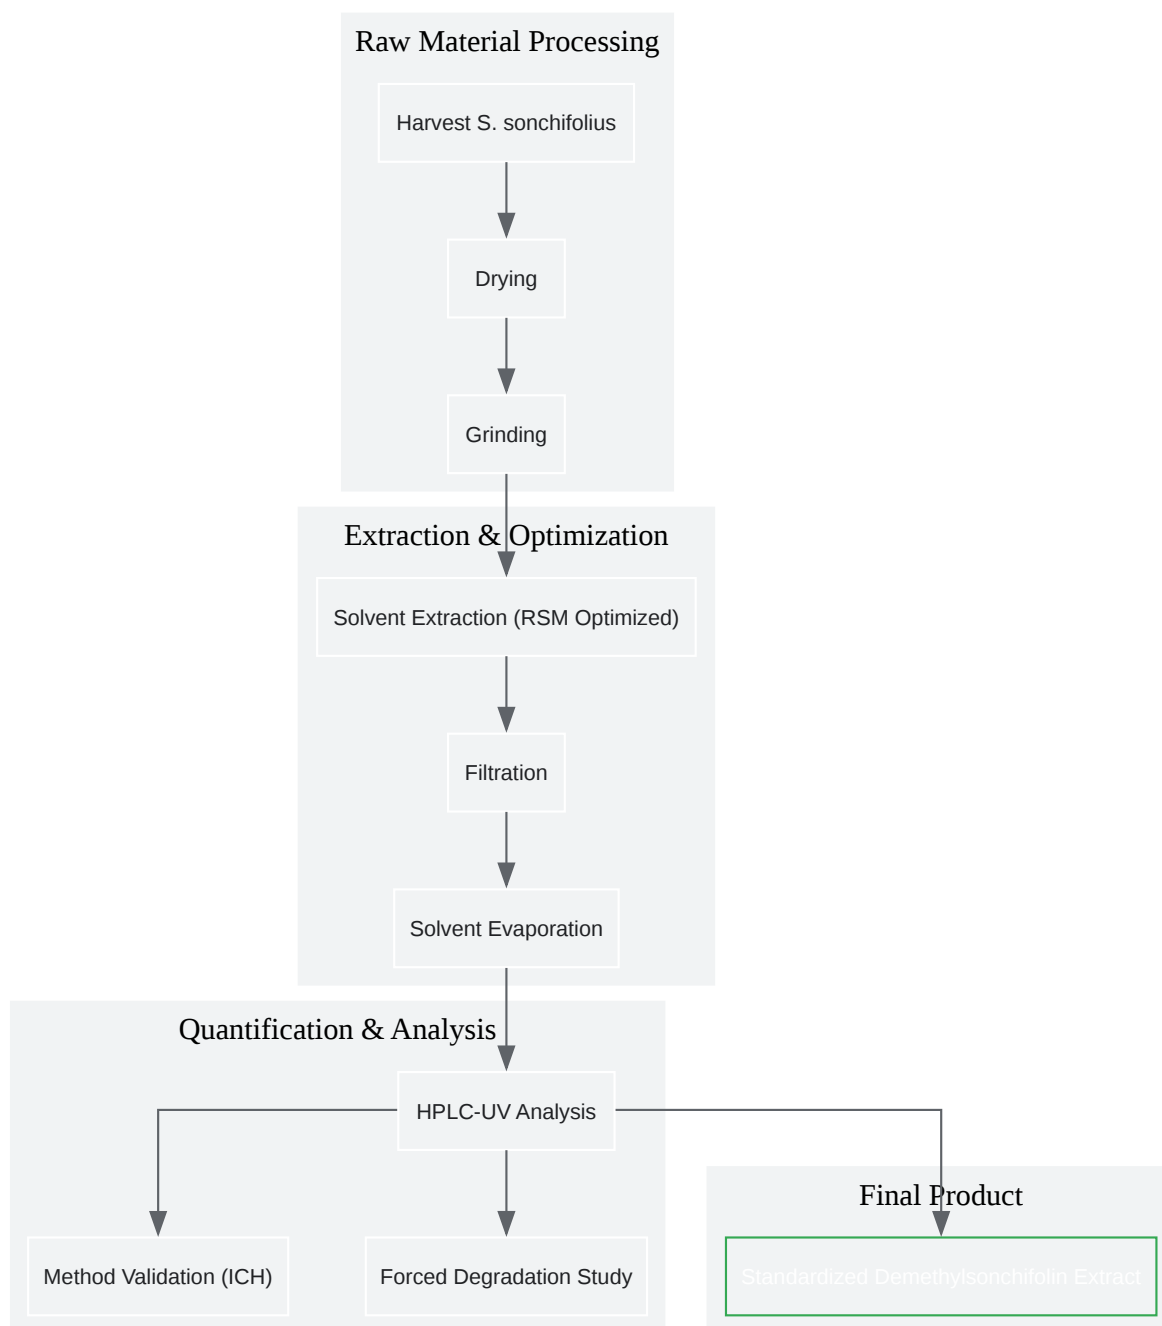 Raw Material Processing
Harvest S. sonchifolius
Drying
Grinding
Extraction & Optimization
Solvent Extraction (RSM Optimized)
Filtration
Solvent Evaporation
Quantification & Analysis
HPLC-UV Analysis
Final Product
Method Validation (ICH)
Forced Degradation Study
Standardized Demethylsonchifolin Extract